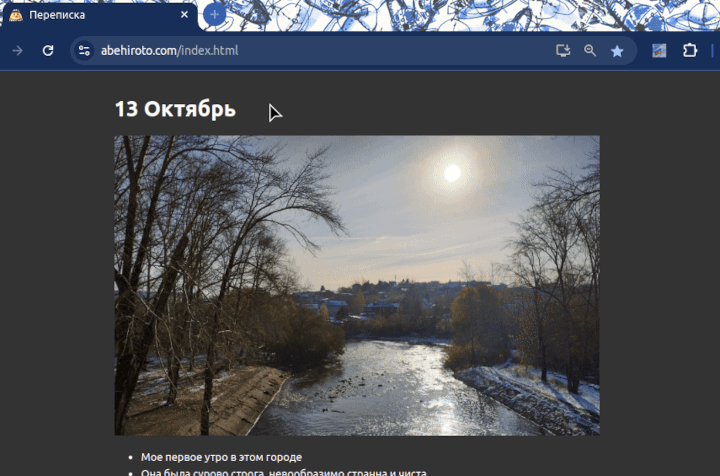 Переписка
abehiroto.com/index.html
13 Октябрь
Мое первое утро в этом городе
Она была сурово строга, невообразимо странна и чиста